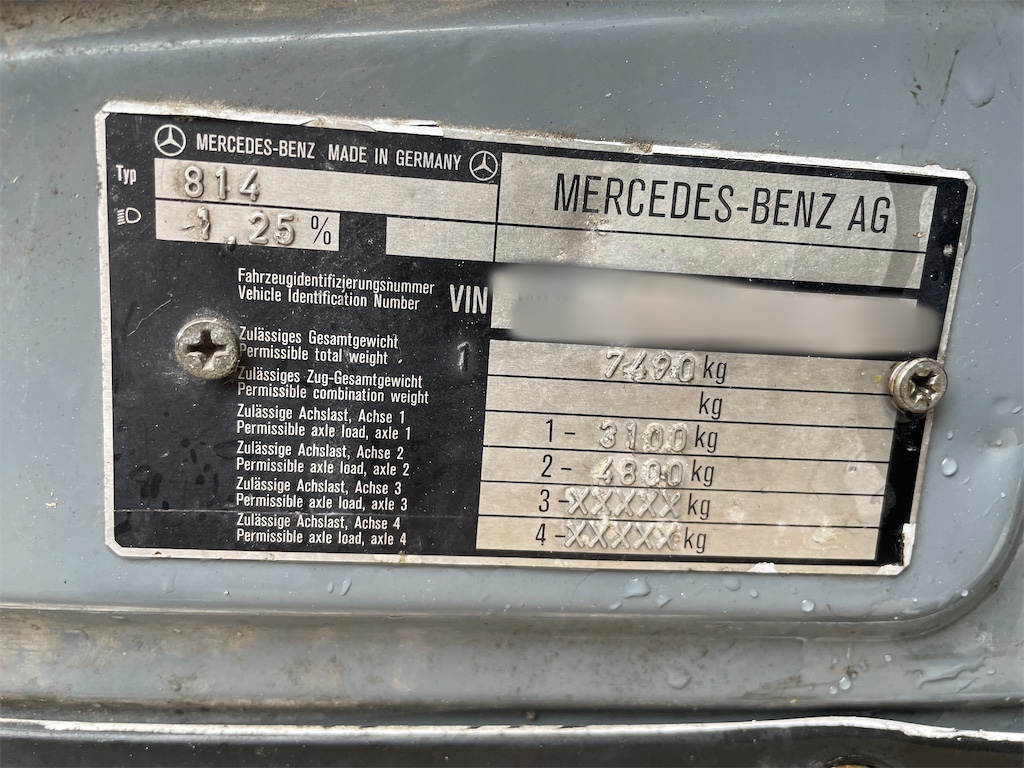 MERCEDES-BENZ MADE IN GERMANY
MERCEDES-BENZ AG
Typ 814
-1,25 %
Fahrzeugidentifizierungsnummer
Vehicle Identification Number VIN
Zulässiges Gesamtgewicht
Permissible total weight 1 7490 kg
Zulässiges Zug-Gesamtgewicht
Permissible combination weight kg
Zulässige Achslast, Achse 1
Permissible axle load, axle 1 1 - 3100 kg
Zulässige Achslast, Achse 2
Permissible axle load, axle 2 2 - 4800 kg
Zulässige Achslast, Achse 3
Permissible axle load, axle 3 3 - XXXXX kg
Zulässige Achslast, Achse 4
Permissible axle load, axle 4 4 - XXXXX kg